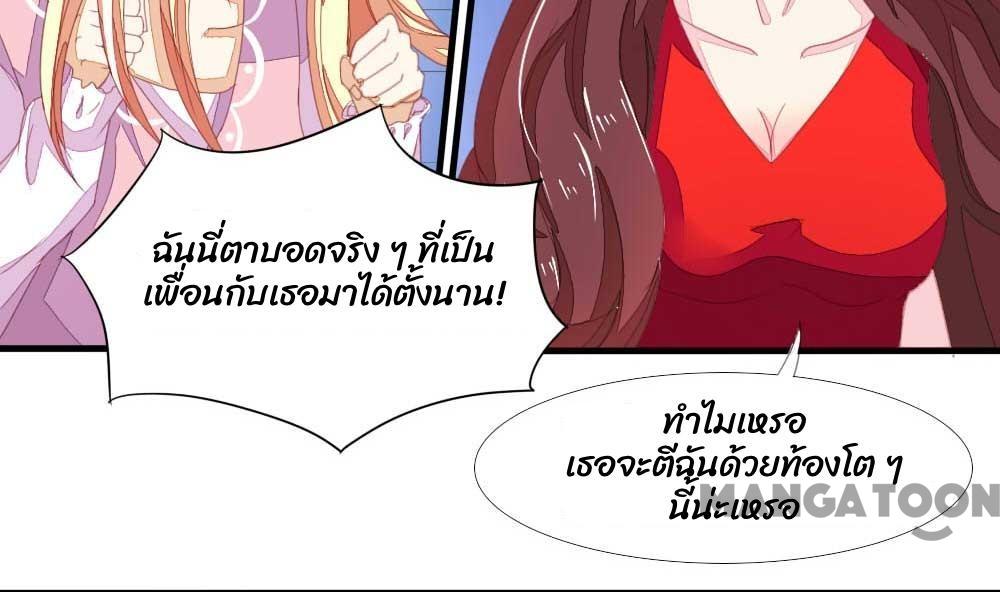 ฉันนี่ตาบอดจริง ๆ ที่เป็น
เพื่อนกับเธอมาได้ตั้งนาน!
ทำไมเหรอ
เธอจะตีฉันด้วยท้องโต ๆ
นี้น่ะเหรอ
MANGATOON